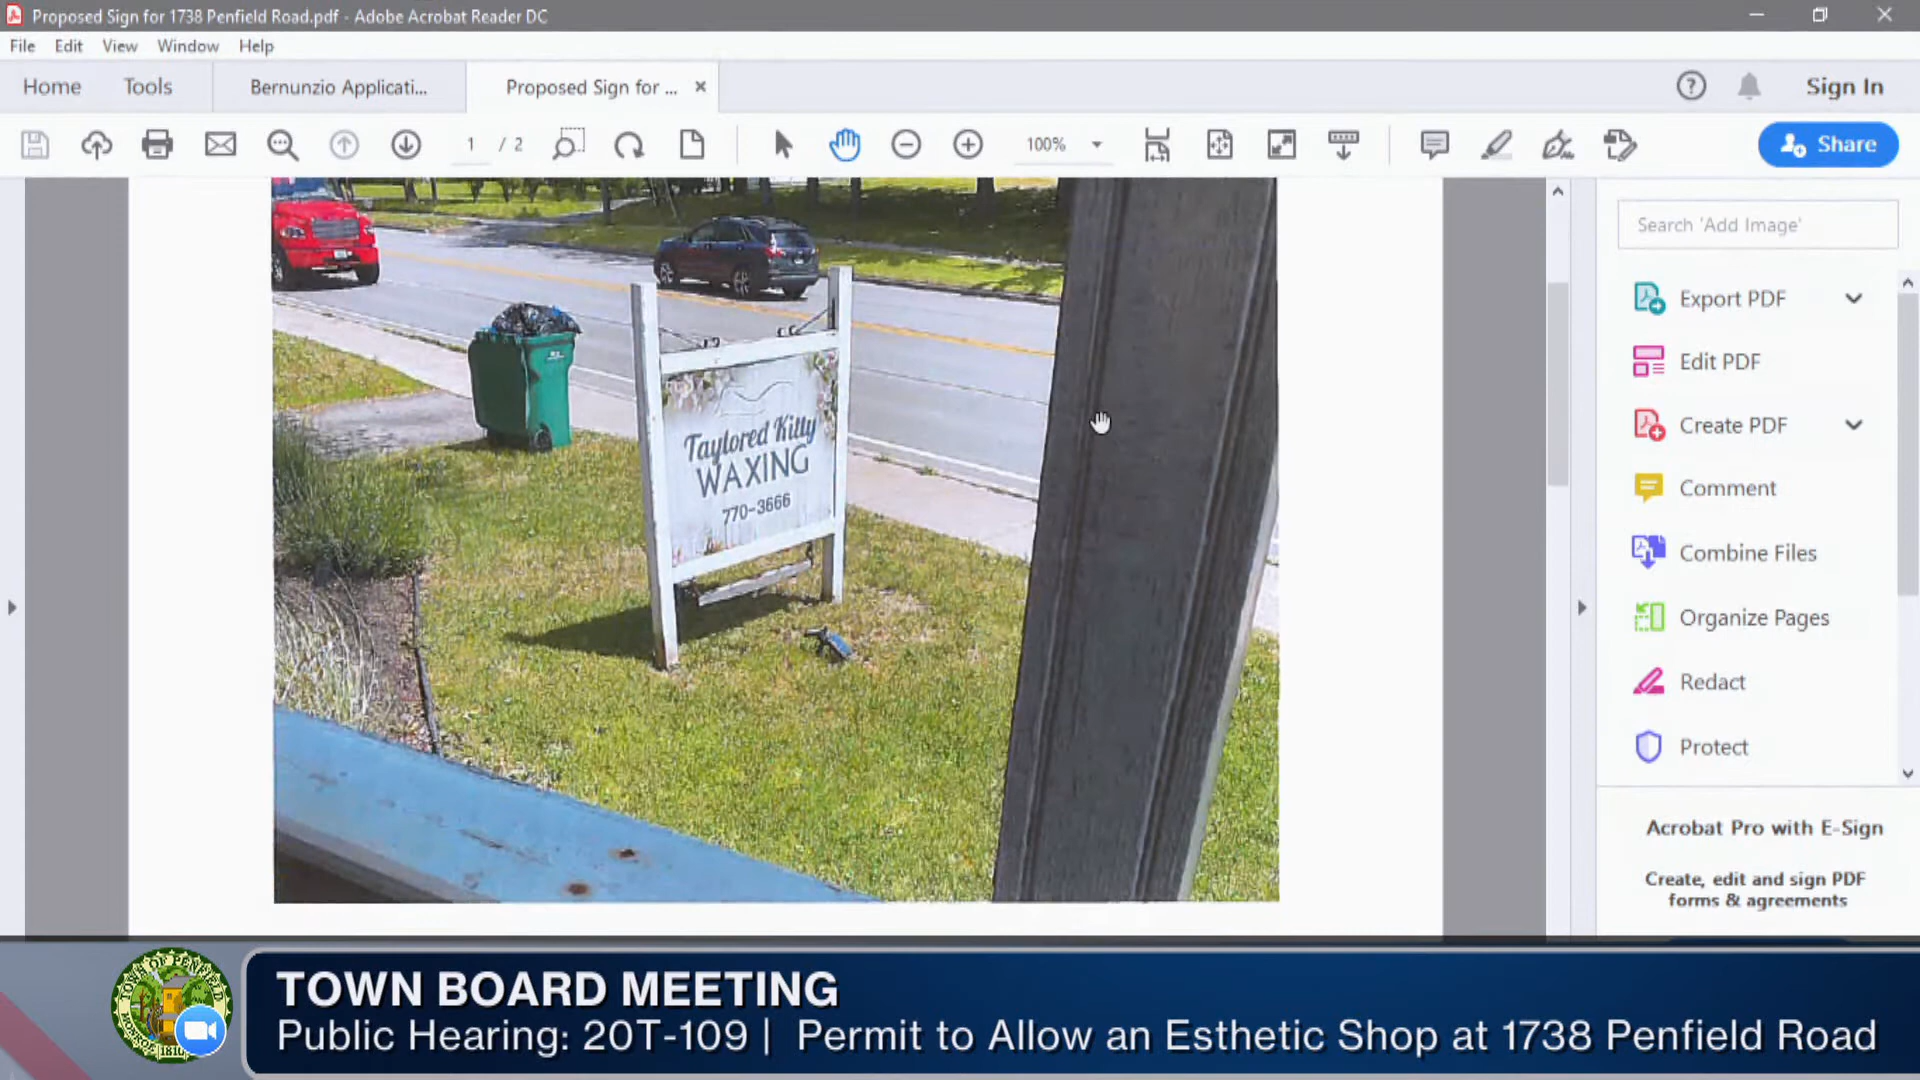 Proposed Sign for 1738 Penfield Road.pdf - Adobe Acrobat Reader DC
File Edit View Window Help
Home Tools Bernunzio Applicati... Proposed Sign for ... × Sign In
1 / 2 100% Share
Search 'Add Image'
Export PDF
Edit PDF
Create PDF
Comment
Combine Files
Organize Pages
Redact
Protect
Acrobat Pro with E-Sign
Create, edit and sign PDF
forms & agreements
Taylored Kitty
WAXING
770-3666
TOWN OF PENFIELD
1810
TOWN BOARD MEETING
Public Hearing: 20T-109 | Permit to Allow an Esthetic Shop at 1738 Penfield Road